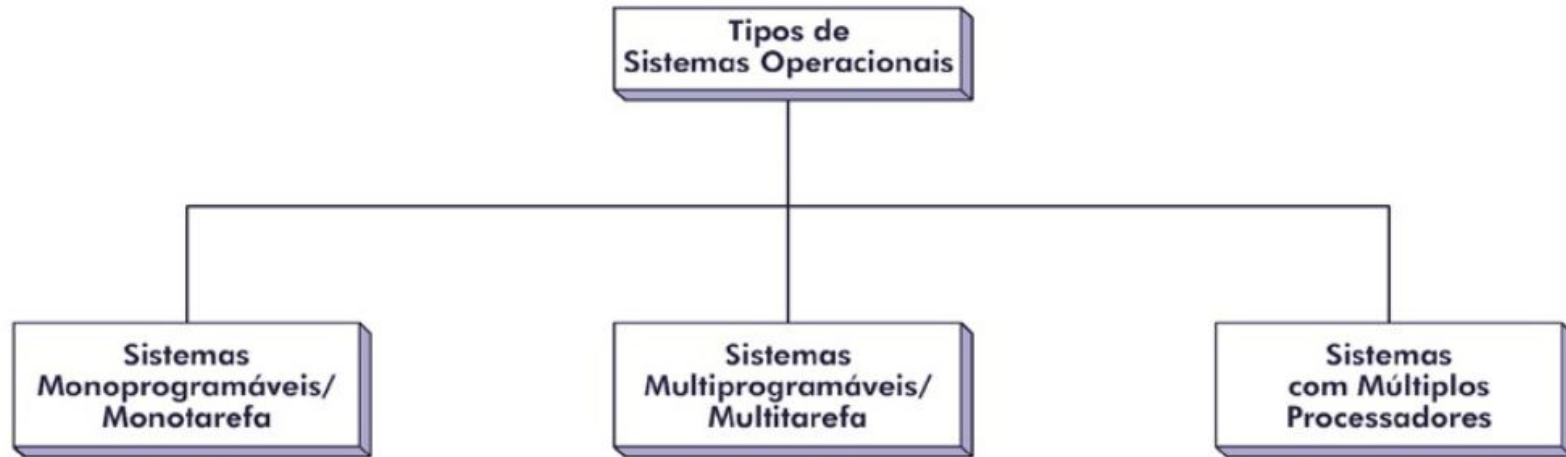 Tipos de
Sistemas Operacionais
Sistemas
Monoprogramáveis/
Monotarefa
Sistemas
Multiprogramáveis/
Multitarefa
Sistemas
com Múltiplos
Processadores